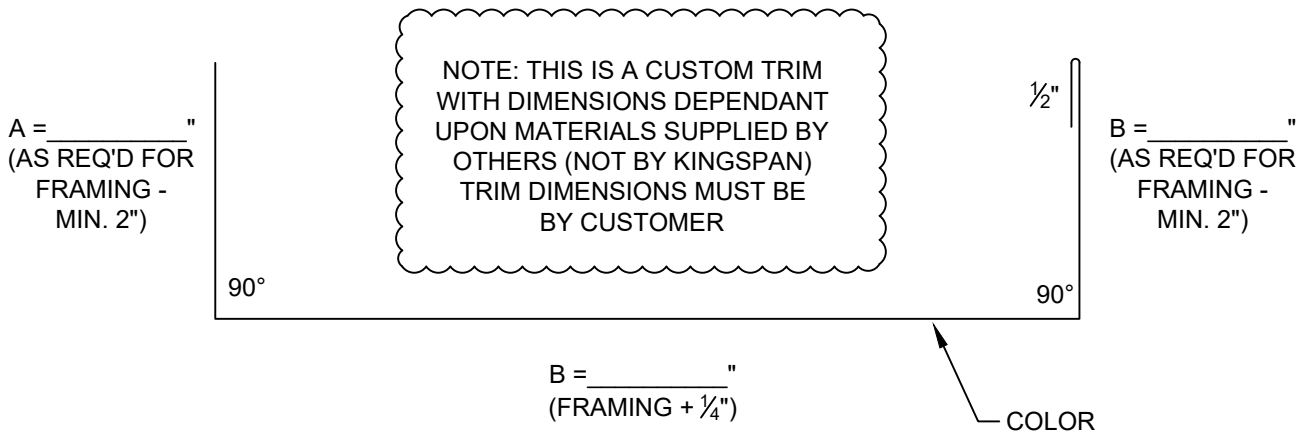 NOTE: THIS IS A CUSTOM TRIM
WITH DIMENSIONS DEPENDANT
UPON MATERIALS SUPPLIED BY
OTHERS (NOT BY KINGSPAN)
TRIM DIMENSIONS MUST BE
BY CUSTOMER
A =__________"
(AS REQ'D FOR
FRAMING -
MIN. 2")
½"
B =__________"
(AS REQ'D FOR
FRAMING -
MIN. 2")
90°
90°
B =__________"
(FRAMING + ¼")
COLOR